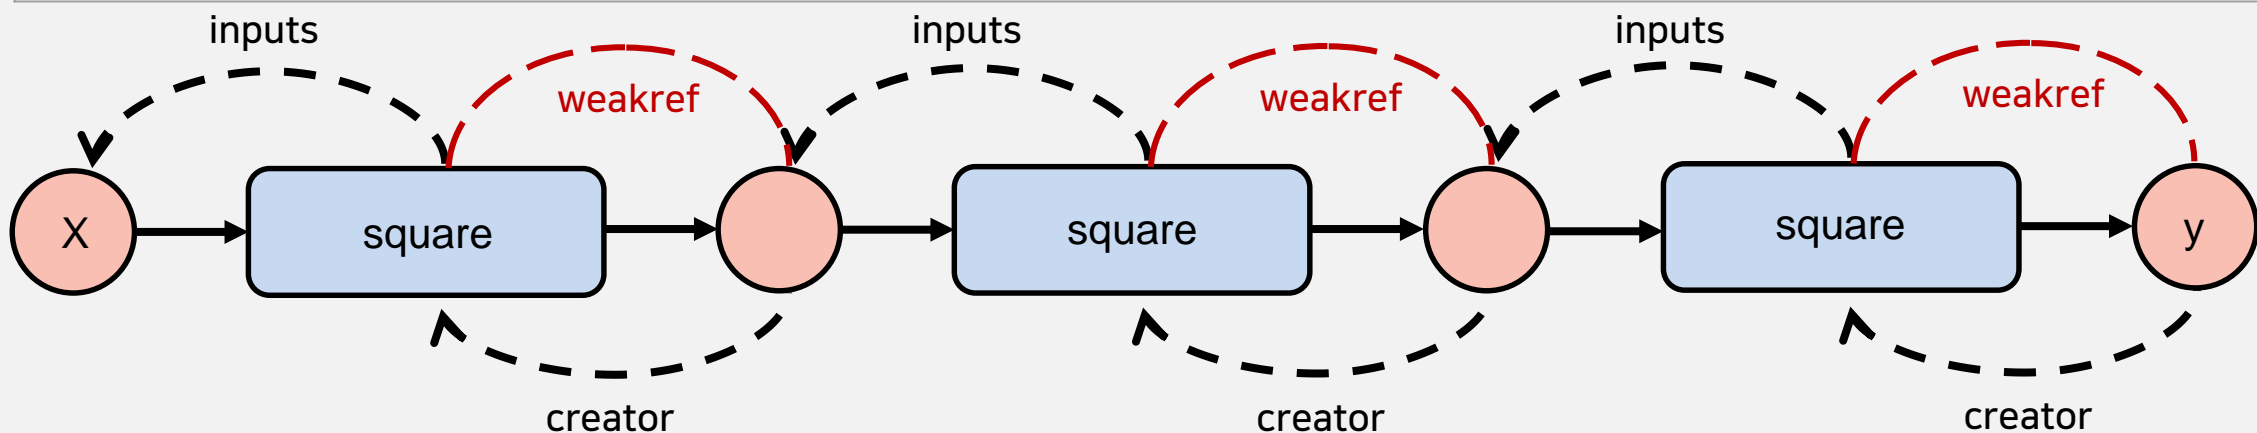 inputs
inputs
inputs
weakref
weakref
weakref
X
square
square
square
y
creator
creator
creator